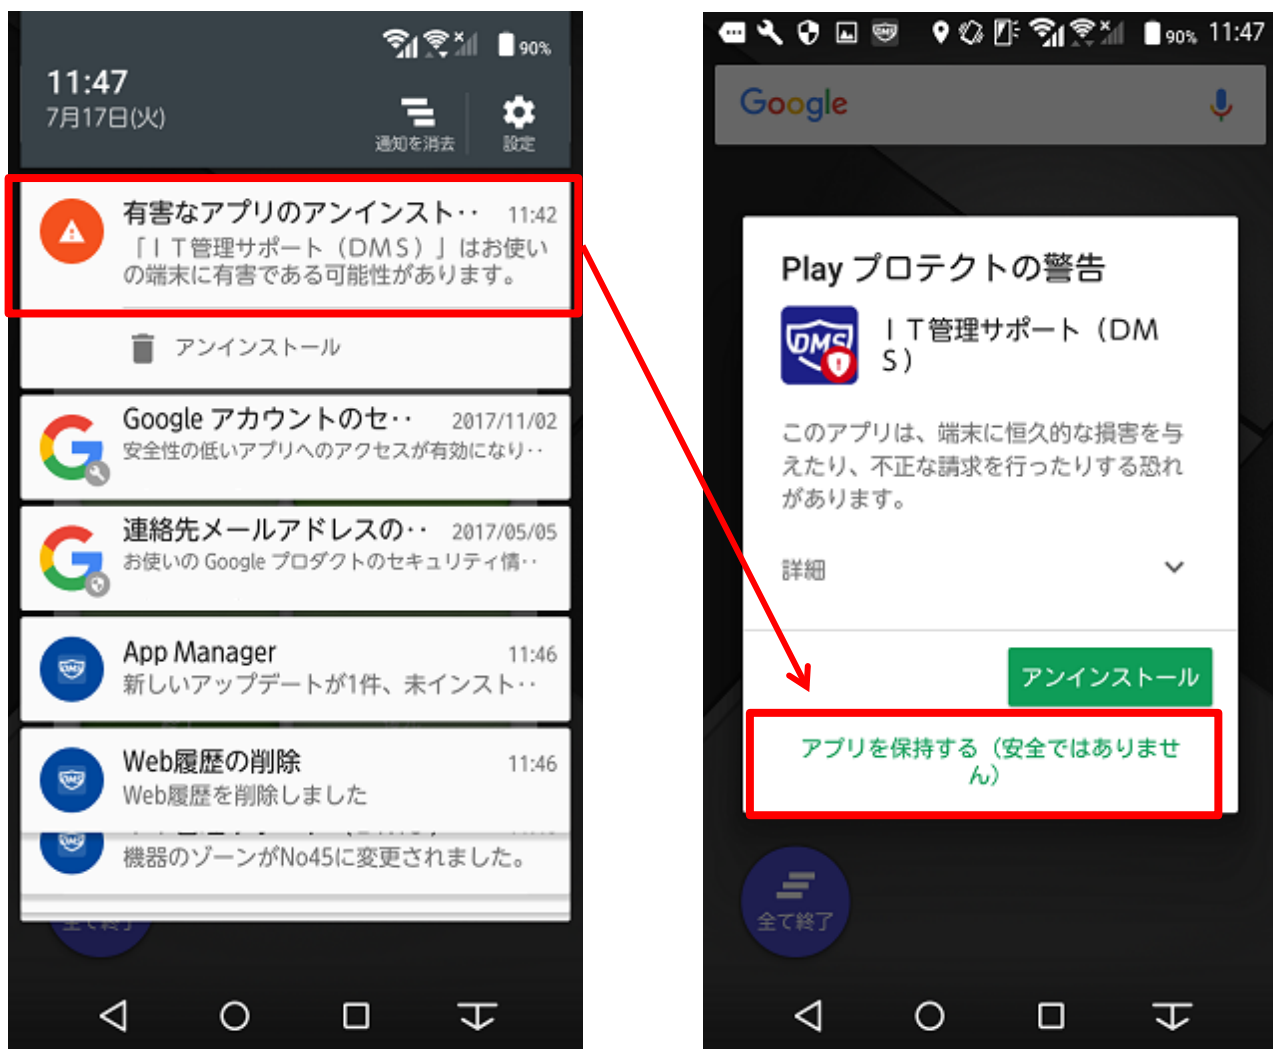 90%
11:47
7月17日(火)
通知を消去
設定
有害なアプリのアンインスト‥ 11:42
「ＩＴ管理サポート（ＤＭＳ）」はお使い
の端末に有害である可能性があります。
アンインストール
Google アカウントのセ‥ 2017/11/02
安全性の低いアプリへのアクセスが有効になり‥
連絡先メールアドレスの‥ 2017/05/05
お使いの Google プロダクトのセキュリティ情‥
App Manager 11:46
新しいアップデートが1件、未インスト‥
Web履歴の削除 11:46
Web履歴を削除しました
機器のゾーンがNo45に変更されました。
全て終了
90% 11:47
Google
Play プロテクトの警告
DMS
ＩＴ管理サポート（ＤＭ
Ｓ）
このアプリは、端末に恒久的な損害を与
えたり、不正な請求を行ったりする恐れ
があります。
詳細
アンインストール
アプリを保持する（安全ではありませ
ん）
全て終了